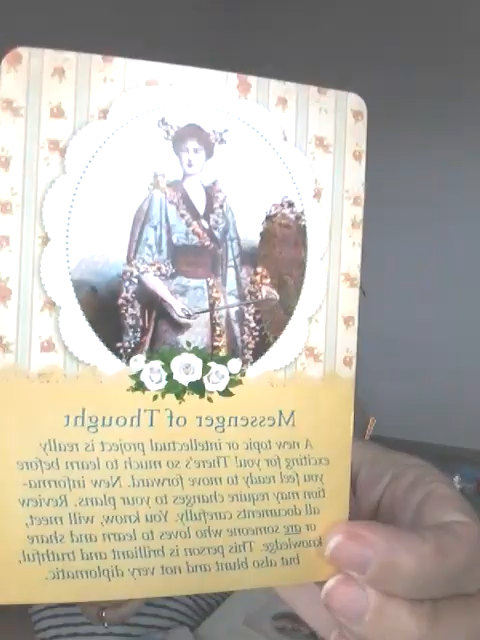 Messenger of Thought
A new topic or intellectual project is really
exciting for you! There's so much to learn before
you feel ready to move forward. New informa-
tion may require changes to your plans. Review
all documents carefully. You know, will meet,
or are someone who loves to learn and share
knowledge. This person is brilliant and truthful,
but also blunt and not very diplomatic.